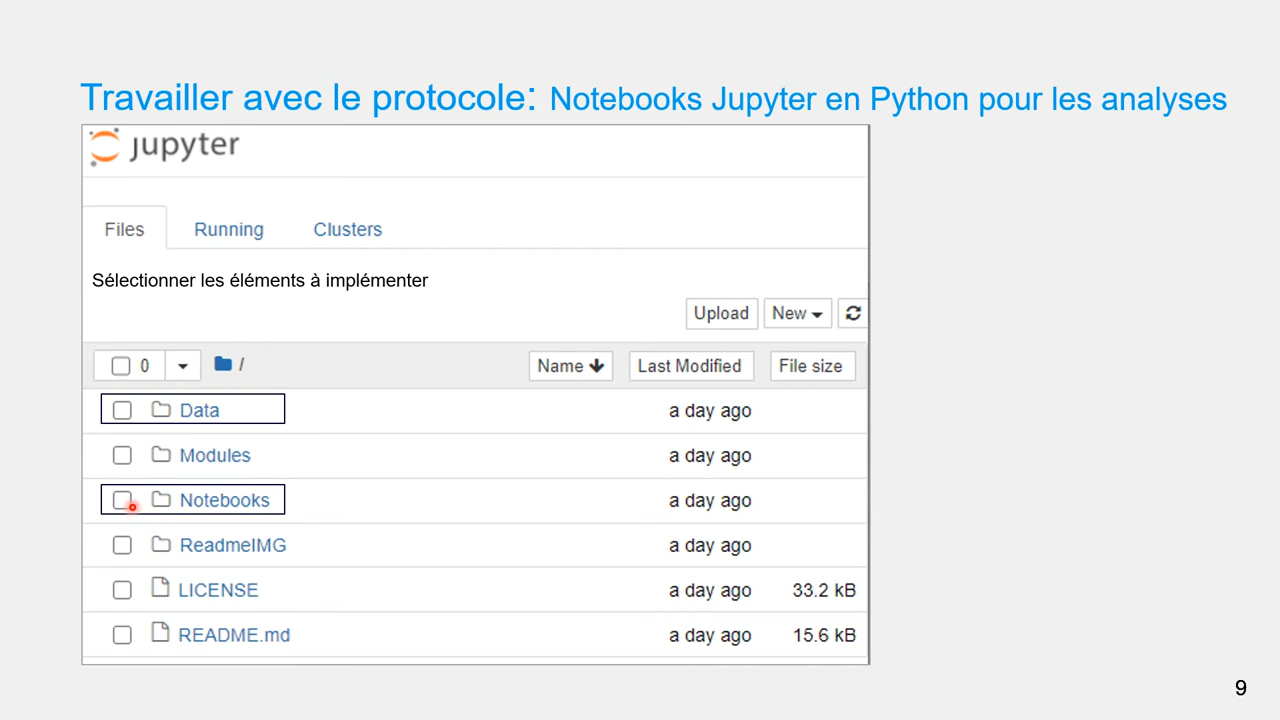 Travailler avec le protocole: Notebooks Jupyter en Python pour les analyses
jupyter
Files Running Clusters
Sélectionner les éléments à implémenter
Upload New
0 / Name Last Modified File size
Data a day ago
Modules a day ago
Notebooks a day ago
ReadmeIMG a day ago
LICENSE a day ago 33.2 kB
README.md a day ago 15.6 kB
9